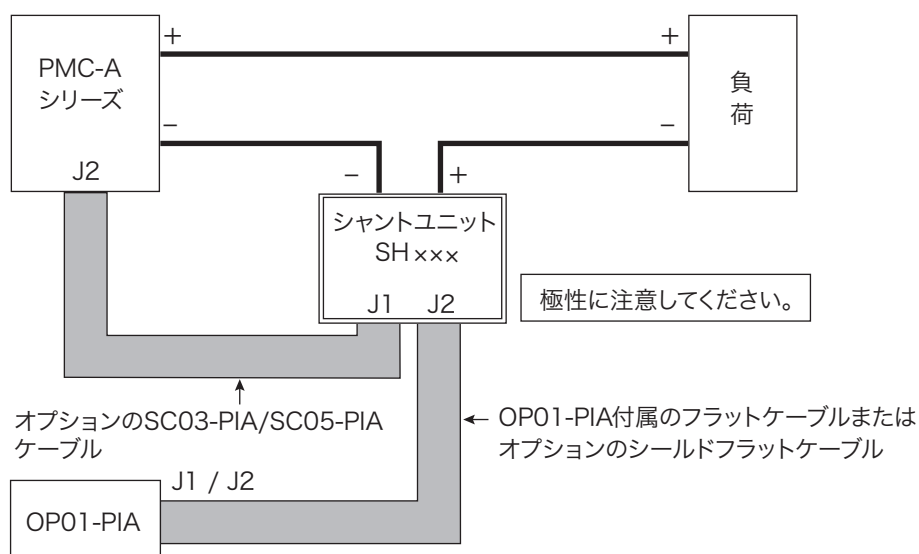 +
+
PMC-A
シリーズ
負
荷
−
−
J2
−
+
シャントユニット
SH×××
J1 J2
極性に注意してください。
オプションのSC03-PIA/SC05-PIA
ケーブル
OP01-PIA付属のフラットケーブルまたは
オプションのシールドフラットケーブル
J1 / J2
OP01-PIA